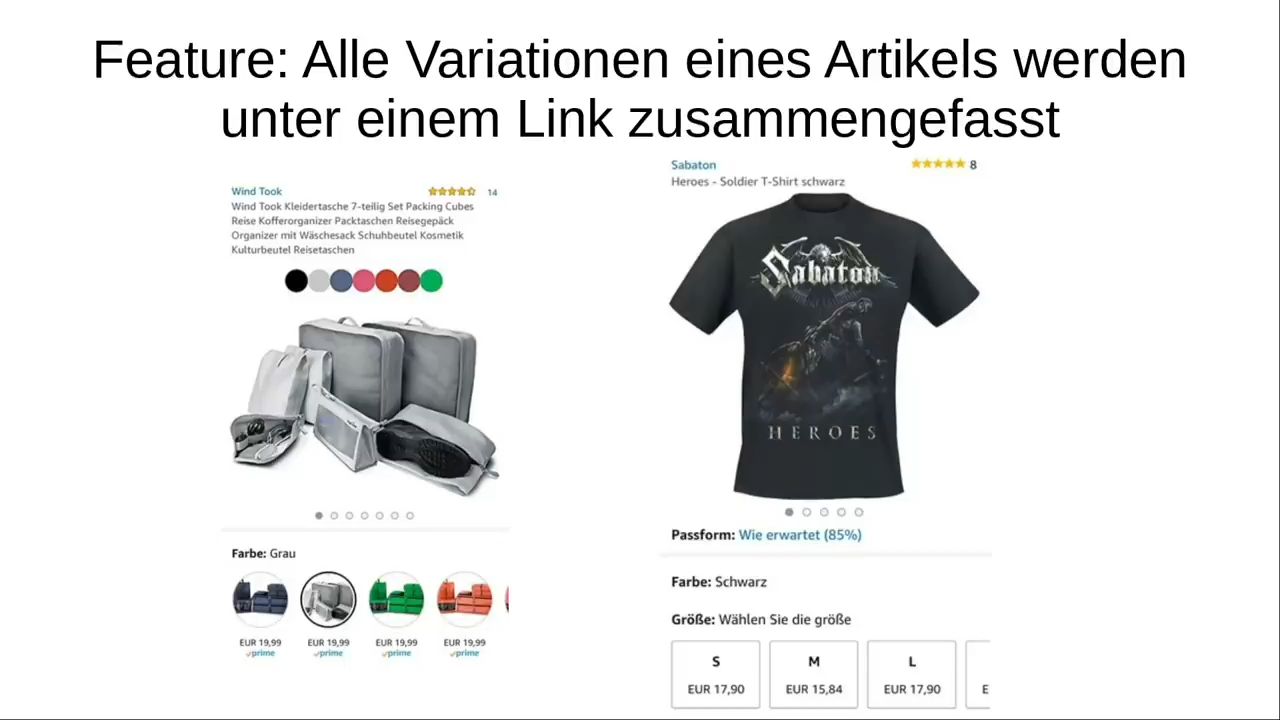 Feature: Alle Variationen eines Artikels werden
unter einem Link zusammengefasst
Wind Took
14
Wind Took Kleidertasche 7-teilig Set Packing Cubes
Reise Kofferorganizer Packtaschen Reisegepäck
Organizer mit Wäschesack Schuhbeutel Kosmetik
Kulturbeutel Reisetaschen
Farbe: Grau
EUR 19,99 EUR 19,99 EUR 19,99 EUR 19,99
prime prime prime prime
Sabaton
8
Heroes - Soldier T-Shirt schwarz
Sabaton
HEROES
Passform: Wie erwartet (85%)
Farbe: Schwarz
Größe: Wählen Sie die größe
S M L
EUR 17,90 EUR 15,84 EUR 17,90 E